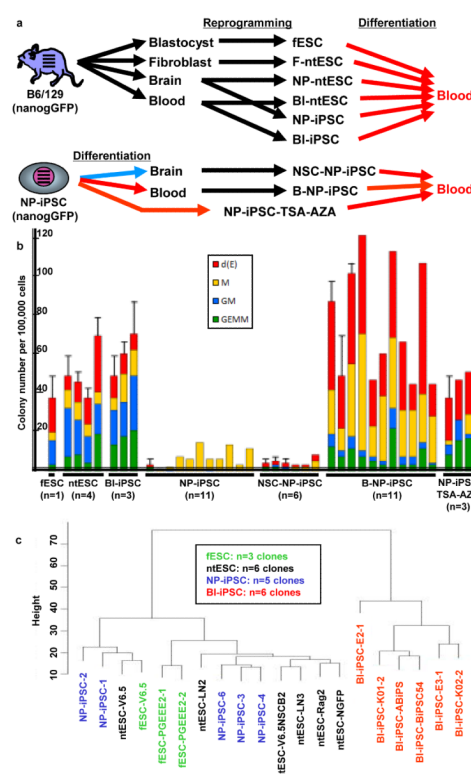 a
Reprogramming
Differentiation
Blastocyst
fESC
Fibroblast
F-ntESC
Brain
NP-ntESC
Blood
Bl-ntESC
NP-iPSC
Bl-iPSC
Blood
B6/129
(nanogGFP)
Differentiation
Brain
NSC-NP-iPSC
Blood
B-NP-iPSC
Blood
NP-iPSC-TSA-AZA
NP-iPSC
(nanogGFP)
b
Colony number per 100,000 cells
120
100
80
60
40
20
d(E)
M
GM
GEMM
fESC
(n=1)
ntESC
(n=4)
Bl-iPSC
(n=3)
NP-iPSC
(n=11)
NSC-NP-iPSC
(n=6)
B-NP-iPSC
(n=11)
NP-iPS
TSA-AZ
(n=3)
c
Height
70
60
50
40
30
20
10
fESC: n=3 clones
ntESC: n=6 clones
NP-iPSC: n=5 clones
Bl-iPSC: n=6 clones
NP-iPSC-2
NP-iPSC-1
ntESC-V6.5
fESC-V6.5
fESC-PGEEE2-1
fESC-PGEEE2-2
ntESC-LN2
NP-iPSC-6
NP-iPSC-3
NP-iPSC-4
tESC-V6.5NSCB2
ntESC-LN3
ntESC-Rag2
ntESC-NGFP
Bl-iPSC-E2-1
Bl-iPSC-K01-2
Bl-iPSC-ABiPS
Bl-iPSC-BiPSC54
Bl-iPSC-E3-1
Bl-iPSC-K02-2